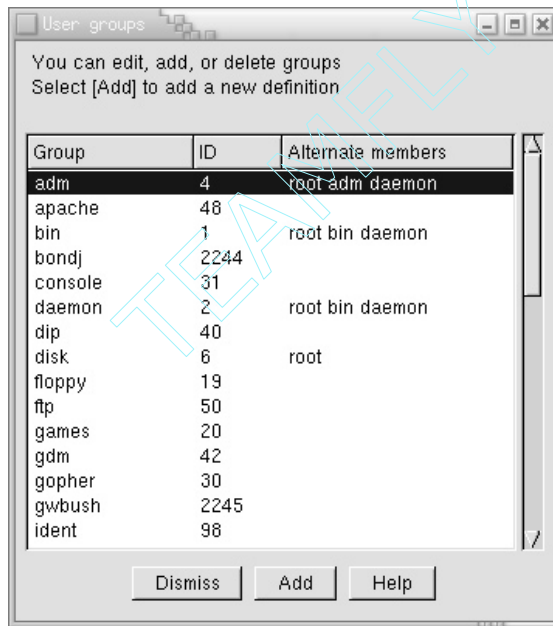 User groups
You can edit, add, or delete groups
Select [Add] to add a new definition
Group ID Alternate members
adm 4 root adm daemon
apache 48
bin 1 root bin daemon
bondj 2244
console 31
daemon 2 root bin daemon
dip 40
disk 6 root
floppy 19
ftp 50
games 20
gdm 42
gopher 30
gwbush 2245
ident 98
Dismiss Add Help
TEAMFLY